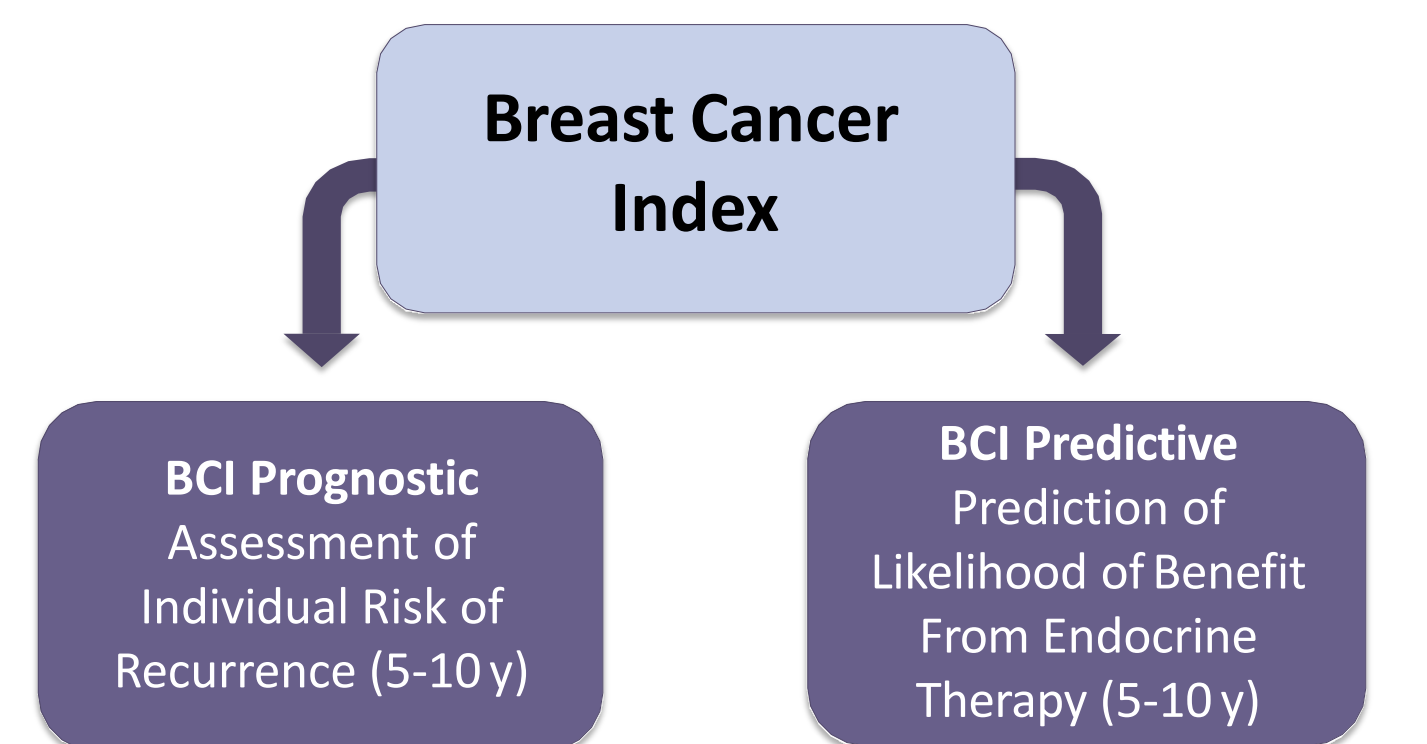 Breast Cancer
Index
BCI Prognostic
Assessment of
Individual Risk of
Recurrence (5-10 y)
BCI Predictive
Prediction of
Likelihood of Benefit
From Endocrine
Therapy (5-10 y)